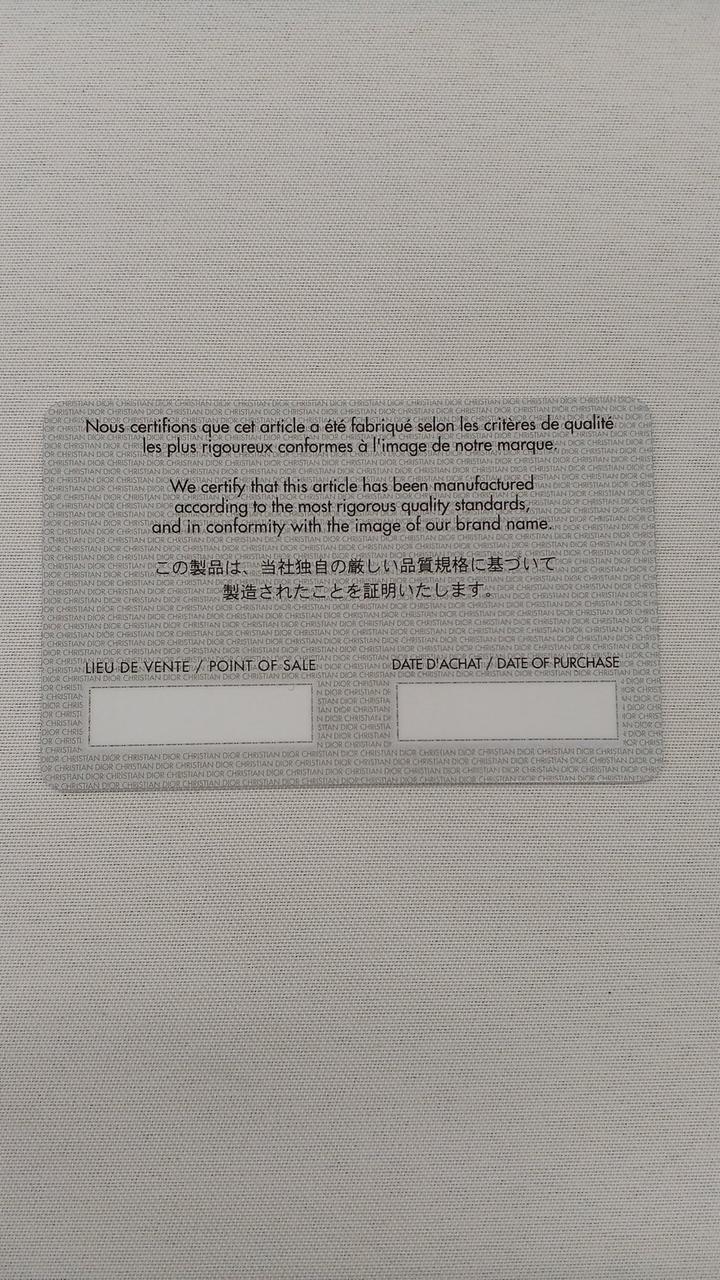 Nous certifions que cet article a été fabriqué selon les critères de qualité
les plus rigoureux conformes à l'image de notre marque.
We certify that this article has been manufactured
according to the most rigorous quality standards,
and in conformity with the image of our brand name.
この製品は、当社独自の厳しい品質規格に基づいて
製造されたことを証明いたします。
LIEU DE VENTE / POINT OF SALE
DATE D'ACHAT / DATE OF PURCHASE
CHRISTIAN DIOR